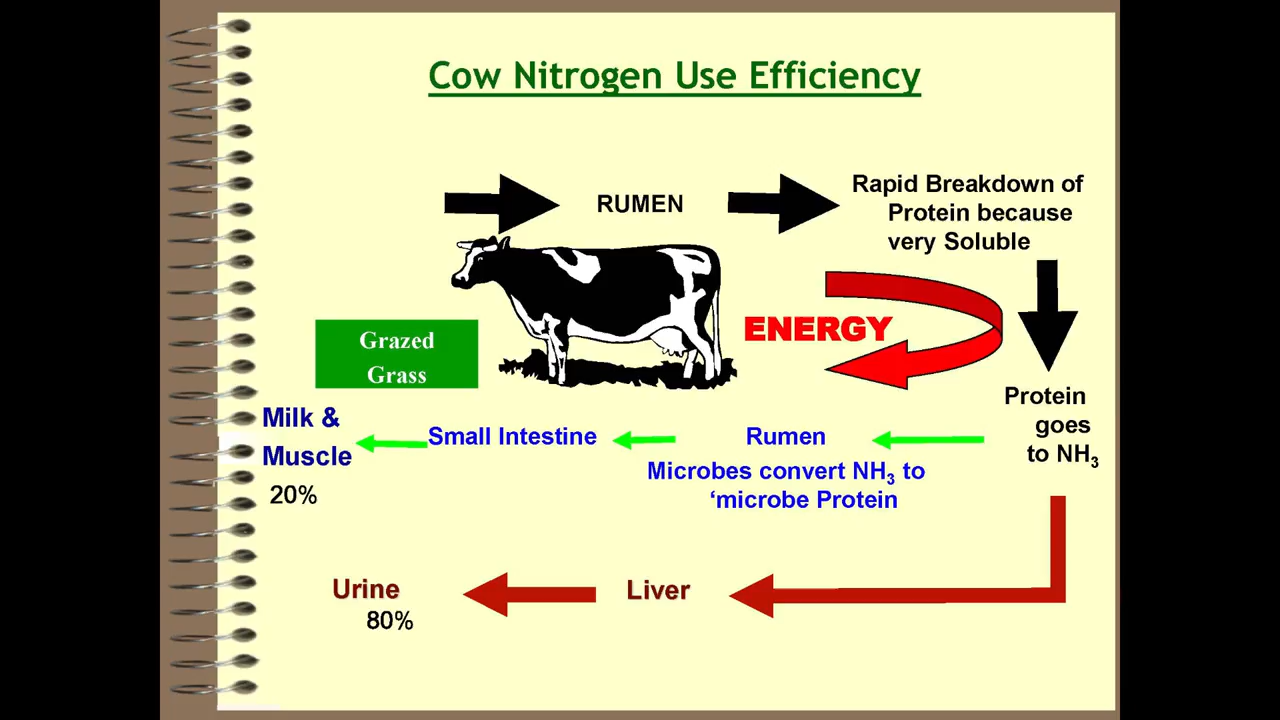 Cow Nitrogen Use Efficiency
RUMEN
Rapid Breakdown of
Protein because
very Soluble
ENERGY
Grazed
Grass
Protein
goes
to NH₃
Milk &
Muscle
20%
Small Intestine
Rumen
Microbes convert NH₃ to
‘microbe Protein
Urine
80%
Liver